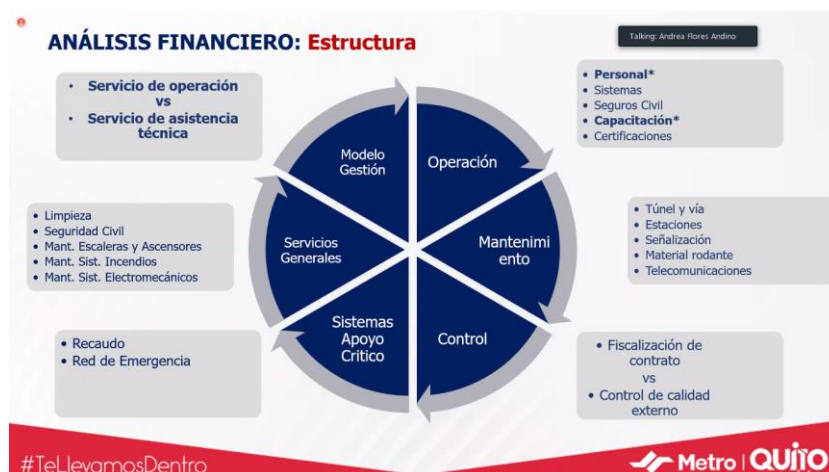 ANÁLISIS FINANCIERO: Estructura
Talking: Andrea Flores Andino
• Servicio de operación
vs
• Servicio de asistencia
técnica
• Personal*
• Sistemas
• Seguros Civil
• Capacitación*
• Certificaciones
Modelo
Gestión
Operación
• Limpieza
• Seguridad Civil
• Mant. Escaleras y Ascensores
• Mant. Sist. Incendios
• Mant. Sist. Electromecánicos
Servicios
Generales
Mantenimi
ento
• Túnel y vía
• Estaciones
• Señalización
• Material rodante
• Telecomunicaciones
• Recaudo
• Red de Emergencia
Sistemas
Apoyo
Critico
Control
• Fiscalización de
contrato
vs
• Control de calidad
externo
#TeLlevamosDentro
Metro | QUITO